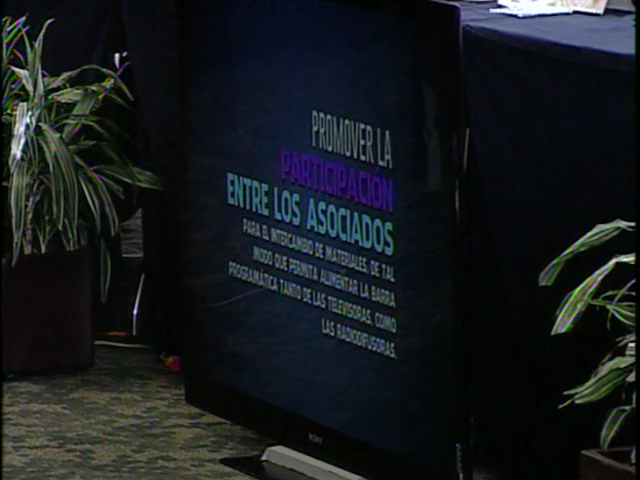 PROMOVER LA
PARTICIPACIÓN
ENTRE LOS ASOCIADOS
PARA EL INTERCAMBIO DE MATERIALES, DE TAL
MODO QUE PERMITA ALIMENTAR LA BARRA
PROGRAMÁTICA TANTO DE LAS TELEVISORAS, COMO
LAS RADIODIFUSORAS.
SONY